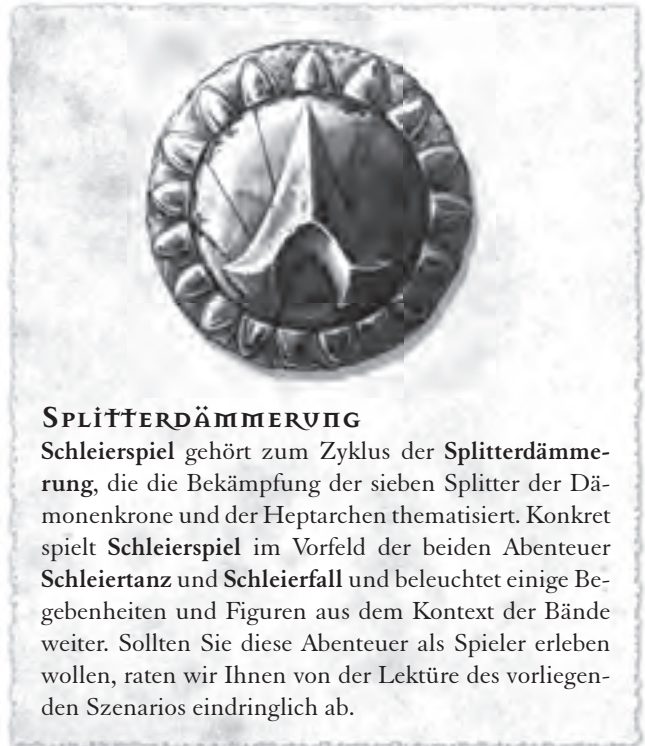 Splitterdämmerung
Schleierspiel gehört zum Zyklus der Splitterdämme-
rung, die die Bekämpfung der sieben Splitter der Dä-
monenkrone und der Heptarchen thematisiert. Konkret
spielt Schleierspiel im Vorfeld der beiden Abenteuer
Schleiertanz und Schleierfall und beleuchtet einige Be-
gebenheiten und Figuren aus dem Kontext der Bände
weiter. Sollten Sie diese Abenteuer als Spieler erleben
wollen, raten wir Ihnen von der Lektüre des vorliegen-
den Szenarios eindringlich ab.